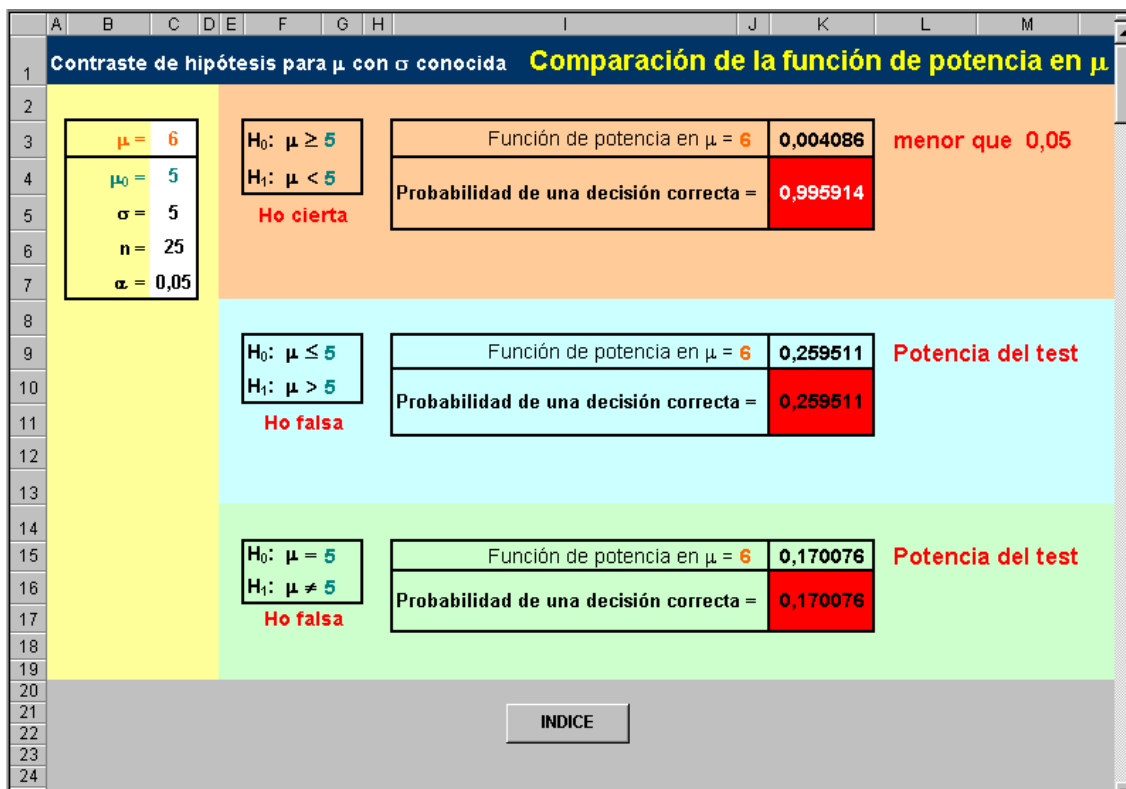 A B C D E F G H I J K L M
1 Contraste de hipótesis para μ con σ conocida Comparación de la función de potencia en μ
2
3 μ = 6 H₀: μ ≥ 5 Función de potencia en μ = 6 0,004086 menor que 0,05
4 μ₀ = 5 H₁: μ < 5 Probabilidad de una decisión correcta = 0,995914
5 σ = 5 Ho cierta
6 n = 25
7 α = 0,05
8
9 H₀: μ ≤ 5 Función de potencia en μ = 6 0,259511 Potencia del test
10 H₁: μ > 5 Probabilidad de una decisión correcta = 0,259511
11 Ho falsa
12
13
14
15 H₀: μ = 5 Función de potencia en μ = 6 0,170076 Potencia del test
16 H₁: μ ≠ 5 Probabilidad de una decisión correcta = 0,170076
17 Ho falsa
18
19
20
21 INDICE
22
23
24